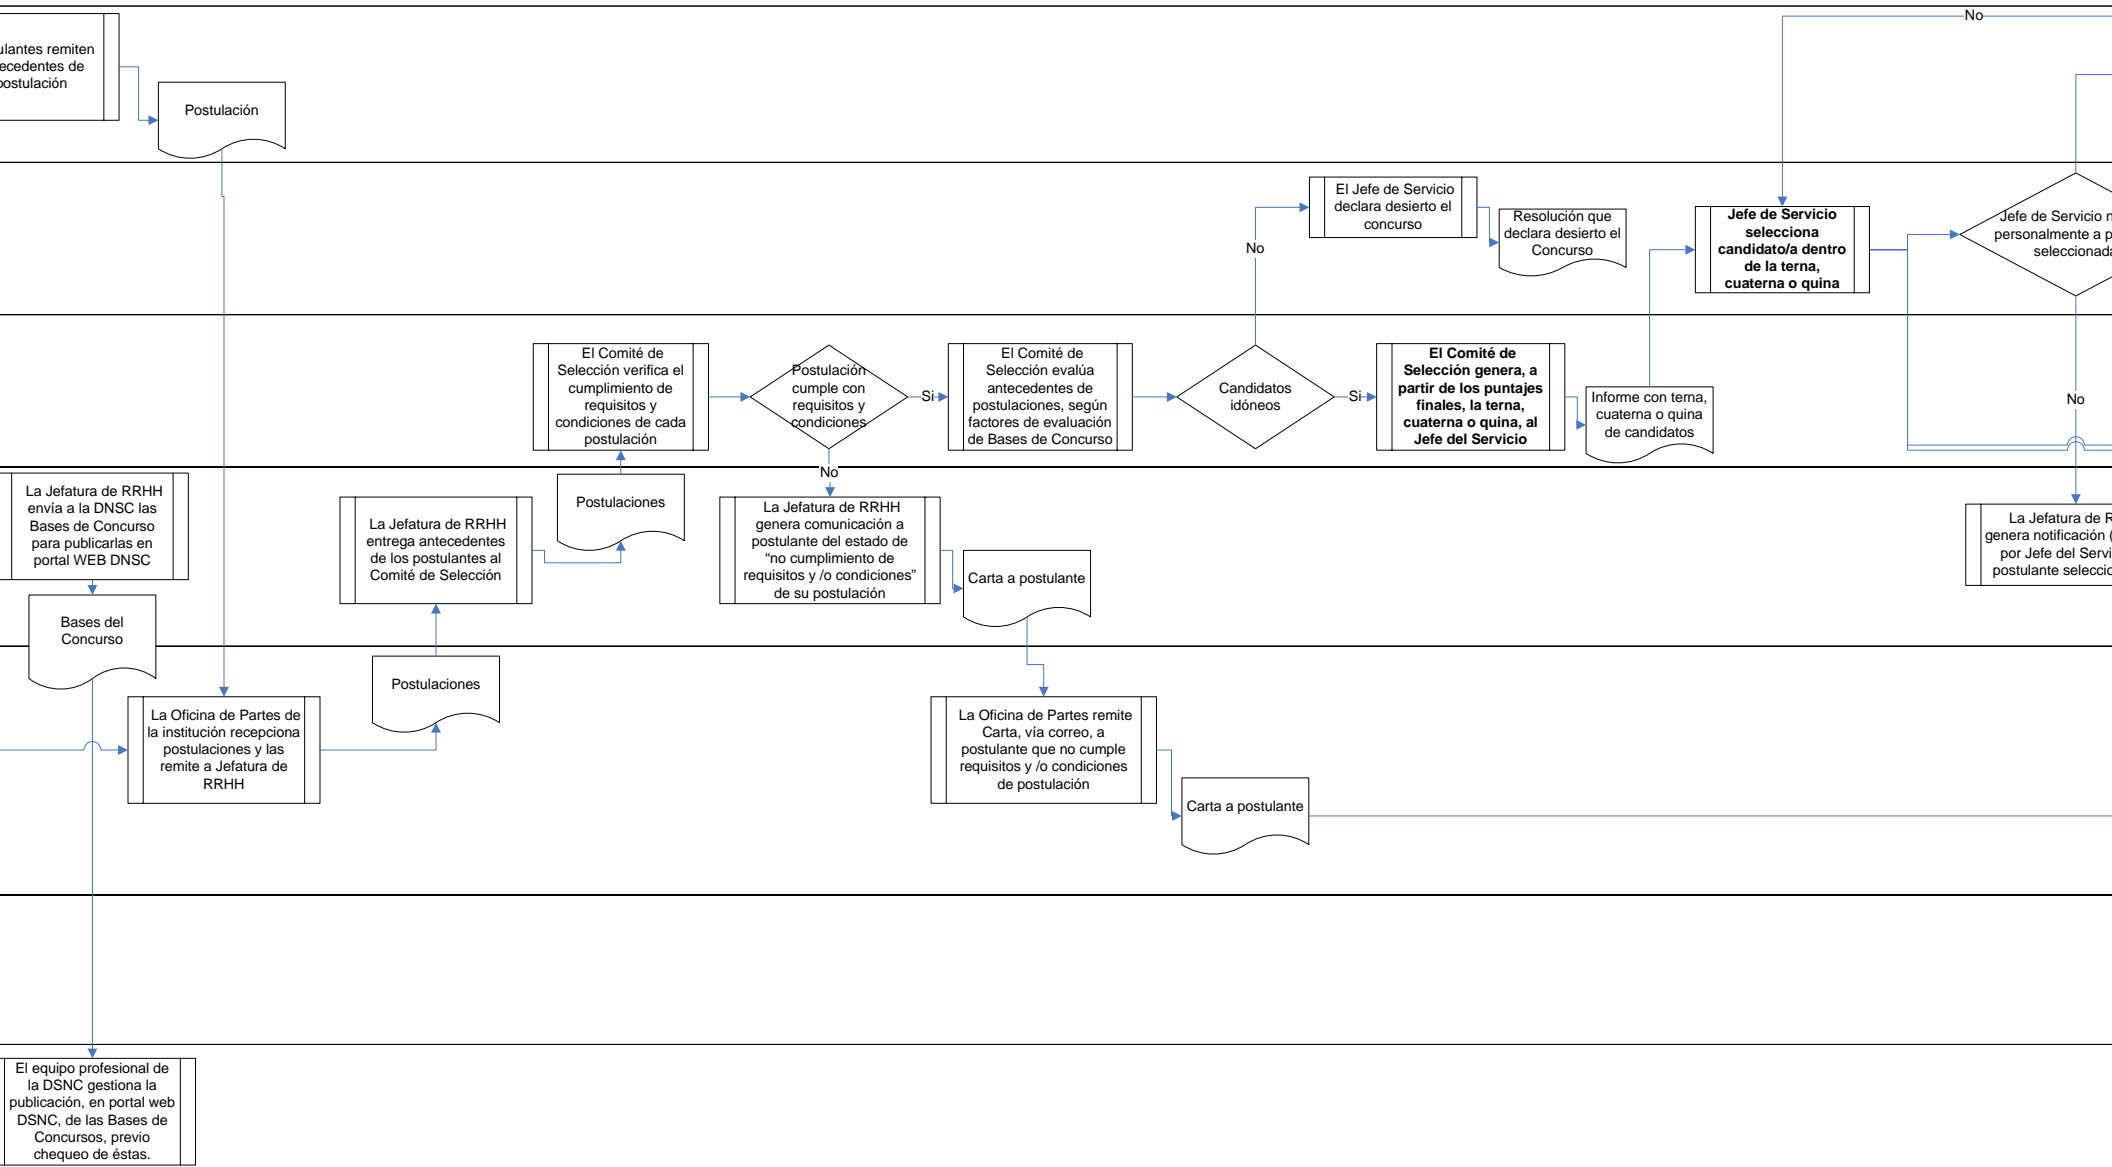 No
ulantes remiten
ecedentes de
ostulación
Postulación
El Jefe de Servicio
declara desierto el
concurso
Resolución que
declara desierto el
Concurso
No
Jefe de Servicio
selecciona
candidato/a dentro
de la terna,
cuaterna o quina
Jefe de Servicio n
personalmente a p
seleccionada
El Comité de
Selección verifica el
cumplimiento de
requisitos y
condiciones de cada
postulación
Postulación
cumple con
requisitos y
condiciones
Si
El Comité de
Selección evalúa
antecedentes de
postulaciones, según
factores de evaluación
de Bases de Concurso
Candidatos
idóneos
Si
El Comité de
Selección genera, a
partir de los puntajes
finales, la terna,
cuaterna o quina, al
Jefe del Servicio
Informe con terna,
cuaterna o quina
de candidatos
No
No
La Jefatura de RRHH
envía a la DNSC las
Bases de Concurso
para publicarlas en
portal WEB DNSC
Bases del
Concurso
La Jefatura de RRHH
entrega antecedentes
de los postulantes al
Comité de Selección
Postulaciones
La Jefatura de RRHH
genera comunicación a
postulante del estado de
“no cumplimiento de
requisitos y /o condiciones”
de su postulación
Carta a postulante
La Jefatura de R
genera notificación (
por Jefe del Servi
postulante seleccio
Postulaciones
La Oficina de Partes de
la institución recepciona
postulaciones y las
remite a Jefatura de
RRHH
La Oficina de Partes remite
Carta, vía correo, a
postulante que no cumple
requisitos y /o condiciones
de postulación
Carta a postulante
El equipo profesional de
la DSNC gestiona la
publicación, en portal web
DSNC, de las Bases de
Concursos, previo
chequeo de éstas.